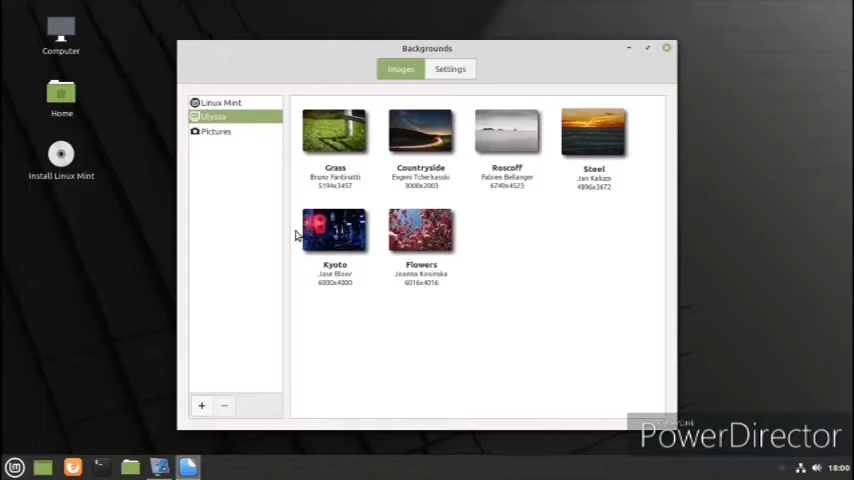 Computer
Home
Install Linux Mint
Backgrounds
Images
Settings
Linux Mint
Ulyssa
Pictures
Grass
Bruno Fantinatti
5194x3457
Countryside
Evgeni Tcherkasski
3000x2003
Roscoff
Fabien Bellanger
6749x4523
Steel
Jan Kaluza
4896x3672
Kyoto
Jase Bloor
6000x4000
Flowers
Joanna Kosinska
6016x4016
PowerDirector
18:00